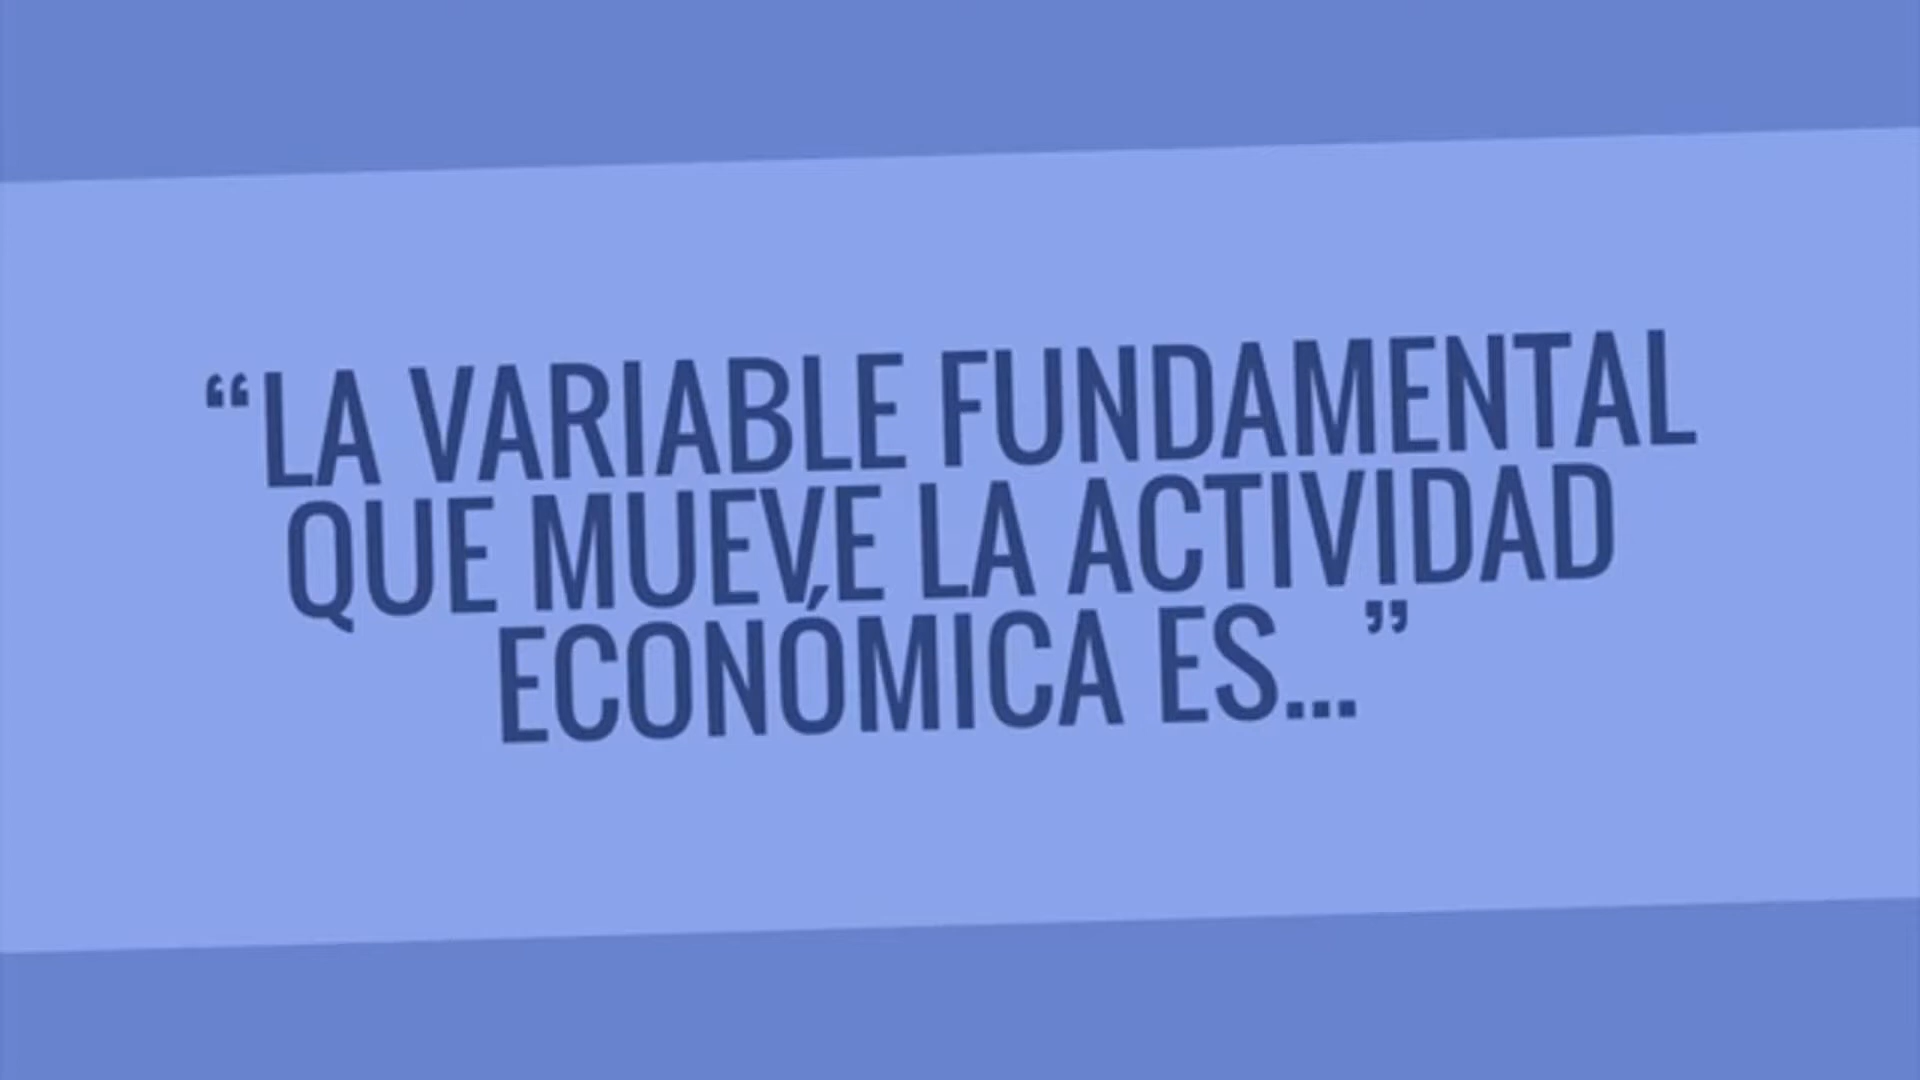 “LA VARIABLE FUNDAMENTAL
QUE MUEVE LA ACTIVIDAD
ECONÓMICA ES...”